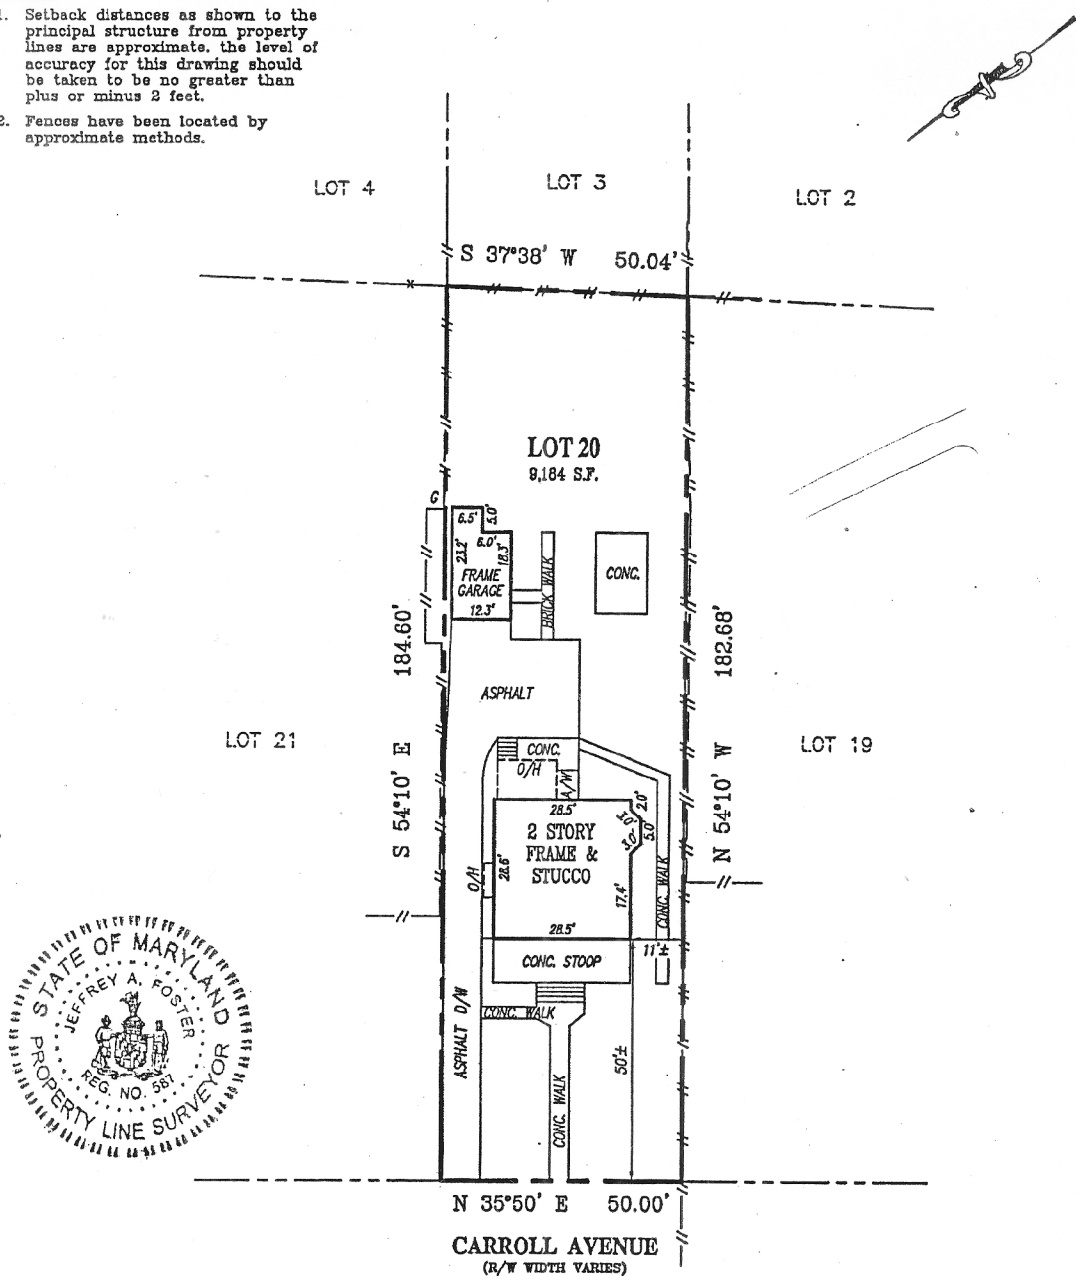 1. Setback distances as shown to the
principal structure from property
lines are approximate. the level of
accuracy for this drawing should
be taken to be no greater than
plus or minus 2 feet.
2. Fences have been located by
approximate methods.
LOT 4
LOT 3
LOT 2
S 37°38' W 50.04'
LOT 20
9,184 S.F.
G
6.5'
5.0'
6.0'
23.2'
18.3'
FRAME
GARAGE
12.3'
BRICK WALK
CONC.
184.60'
S 54°10' E
182.68'
N 54°10' W
ASPHALT
LOT 21
LOT 19
CONC.
O/H
A/W
28.5'
2.0'
3.0'
5.0'
3.0'
2 STORY
FRAME &
STUCCO
28.6'
O/H
17.4'
CONC. WALK
28.5'
11'±
CONC. STOOP
CONC. WALK
ASPHALT D/W
50'±
CONC. WALK
STATE OF MARYLAND
JEFFREY A. FOSTER
REG. NO. 587
PROPERTY LINE SURVEYOR
N 35°50' E 50.00'
CARROLL AVENUE
(R/W WIDTH VARIES)